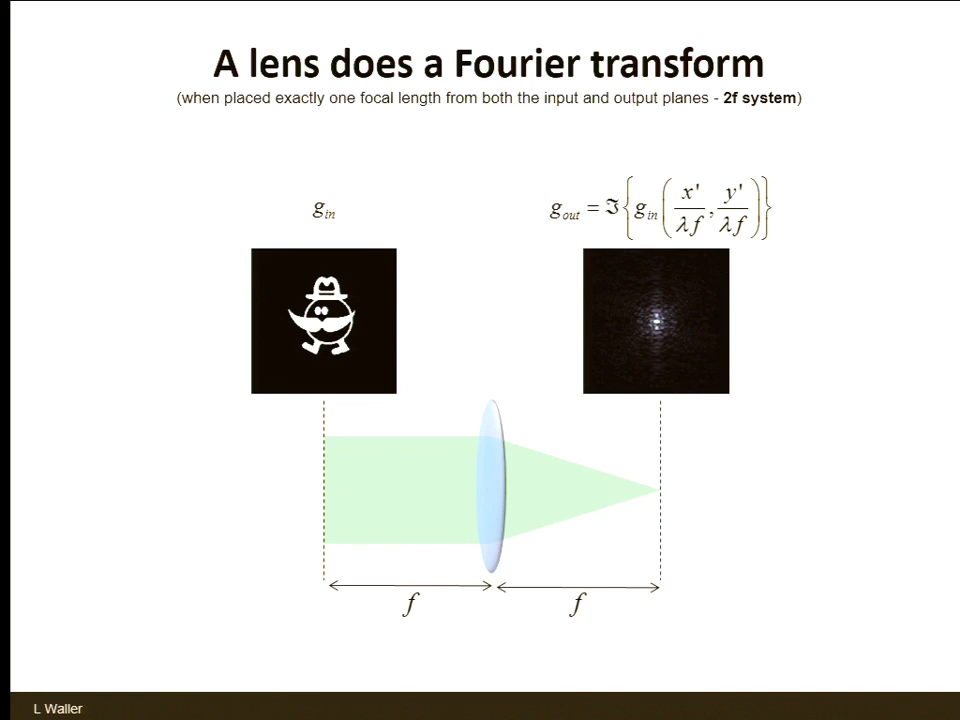 A lens does a Fourier transform
(when placed exactly one focal length from both the input and output planes - 2f system)
g_in
g_out = ℑ{g_in(x'/λf, y'/λf)}
f f
L Waller